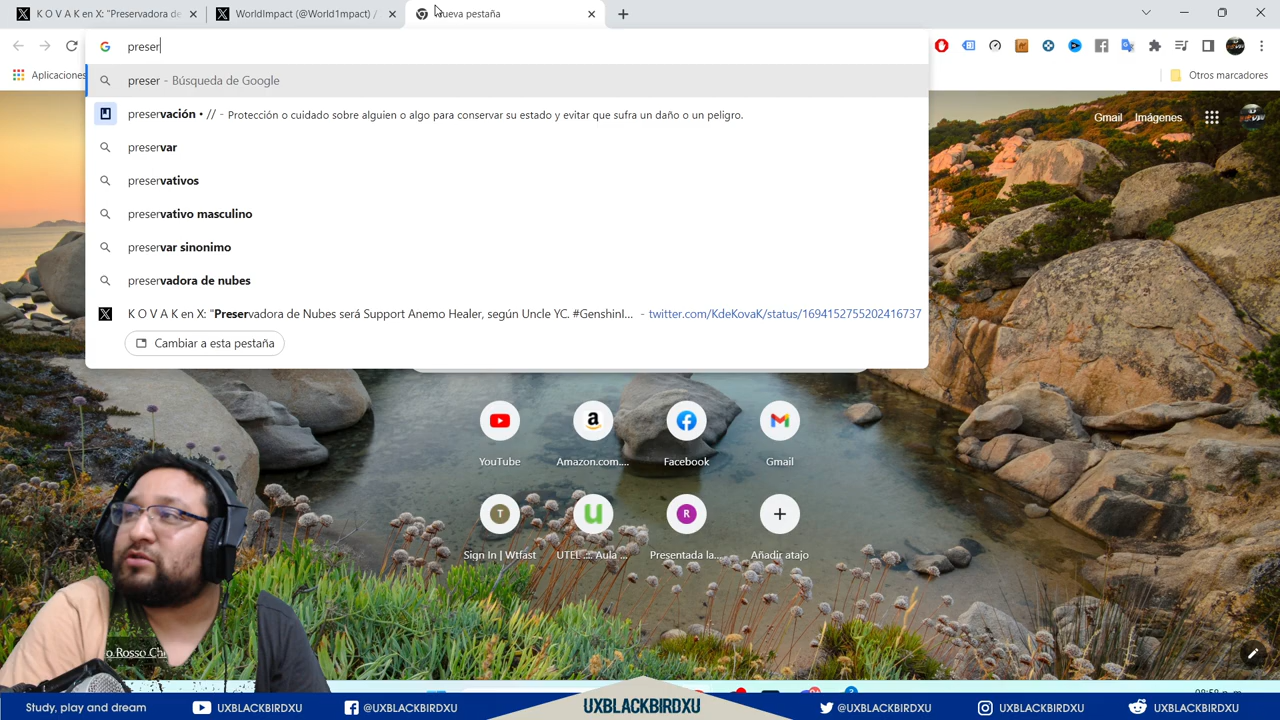 K O V A K en X: "Preservadora de
WorldImpact (@World1mpact) /
ueva pestaña
preser
Aplicaciones
Otros marcadores
preser - Búsqueda de Google
preservación • // - Protección o cuidado sobre alguien o algo para conservar su estado y evitar que sufra un daño o un peligro.
preservar
preservativos
preservativo masculino
preservar sinonimo
preservadora de nubes
K O V A K en X: "Preservadora de Nubes será Support Anemo Healer, según Uncle YC. #Genshinl... - twitter.com/KdeKovaK/status/1694152755202416737
Cambiar a esta pestaña
Gmail Imágenes
YouTube
Amazon.com....
Facebook
Gmail
Sign In | Wtfast
UTEL .:::. Aula ...
Presentada la...
Añadir atajo
Study, play and dream
UXBLACKBIRDXU
@UXBLACKBIRDXU
UXBLACKBIRDXU
@UXBLACKBIRDXU
UXBLACKBIRDXU
UXBLACKBIRDXU